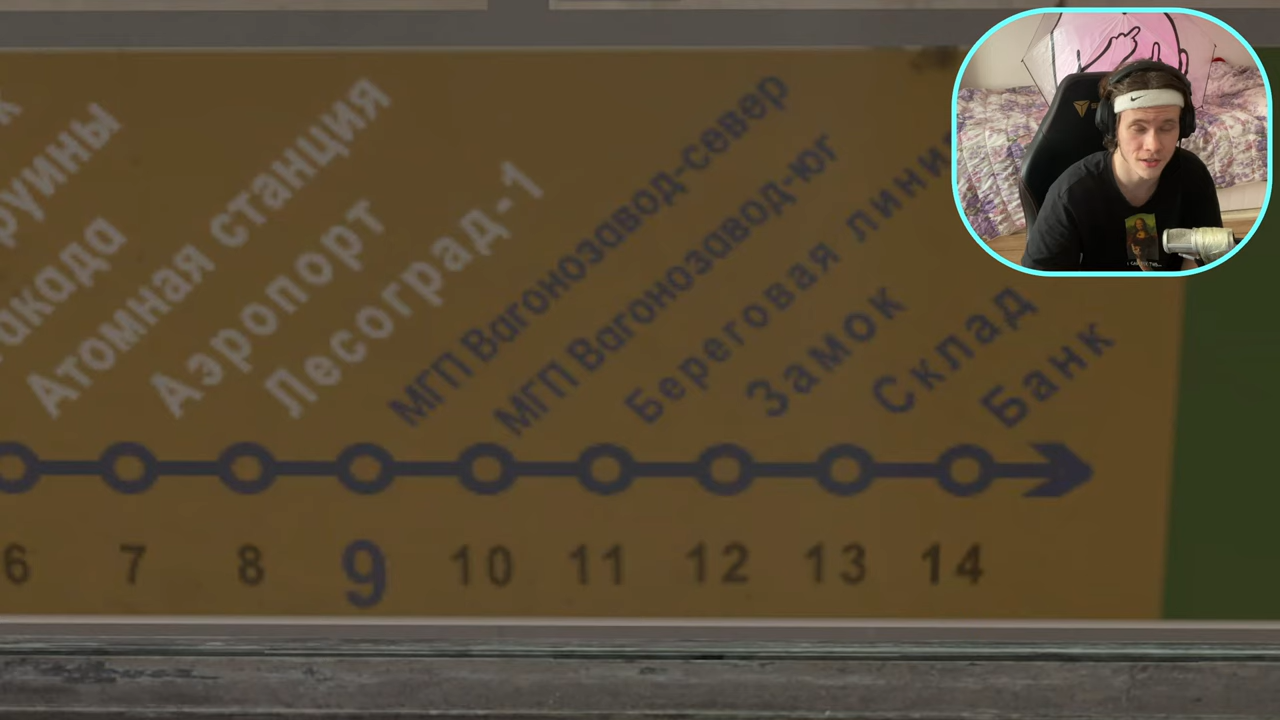 руины
Атомная станция
Аэропорт
Лесоград-1
МГП Вагонозавод-север
МГП Вагонозавод-юг
Береговая
Замок
Склад
Банк
6 7 8 9 10 11 12 13 14